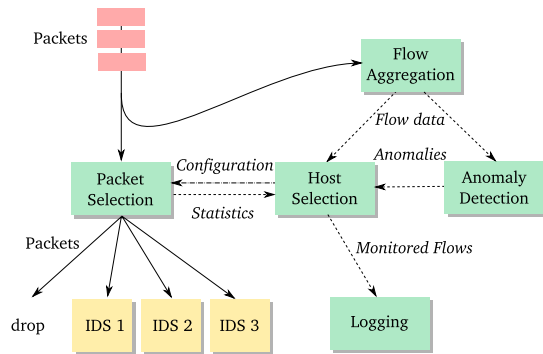 Packets
Flow
Aggregation
Flow data
Configuration
Anomalies
Packet
Selection
Host
Selection
Anomaly
Detection
Statistics
Packets
Monitored Flows
drop
IDS 1
IDS 2
IDS 3
Logging